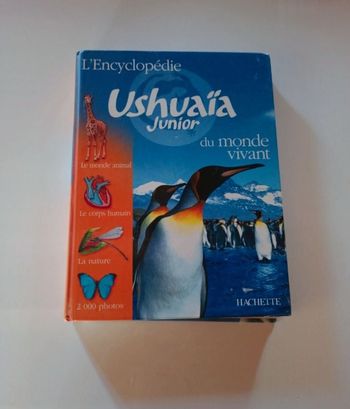 L'Encyclopédie
Ushuaïa
Junior
du monde
vivant
Le monde animal
Le corps humain
La nature
2 000 photos
HACHETTE